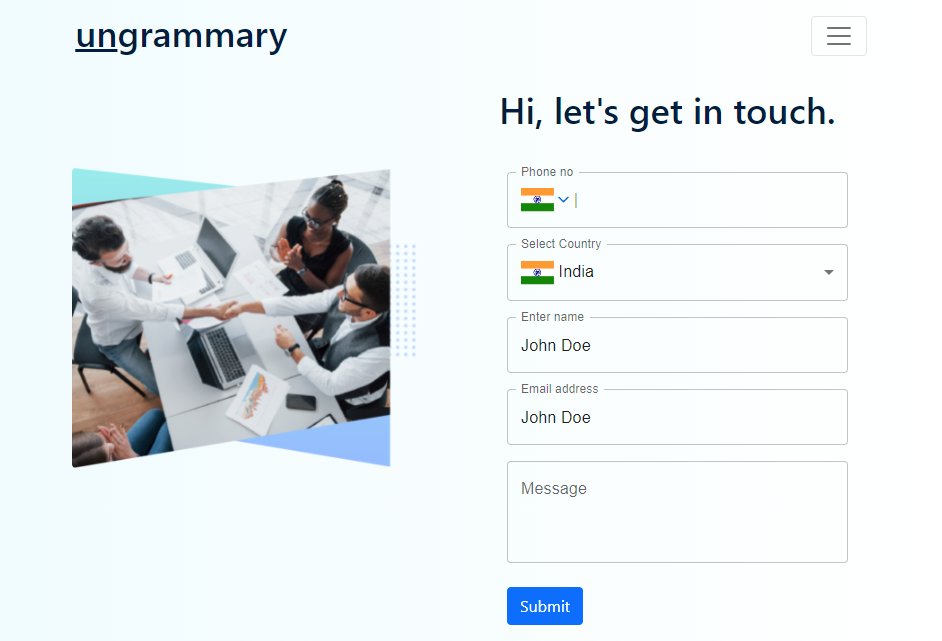 ungrammary
Hi, let's get in touch.
Phone no
Select Country
India
Enter name
John Doe
Email address
John Doe
Message
Submit